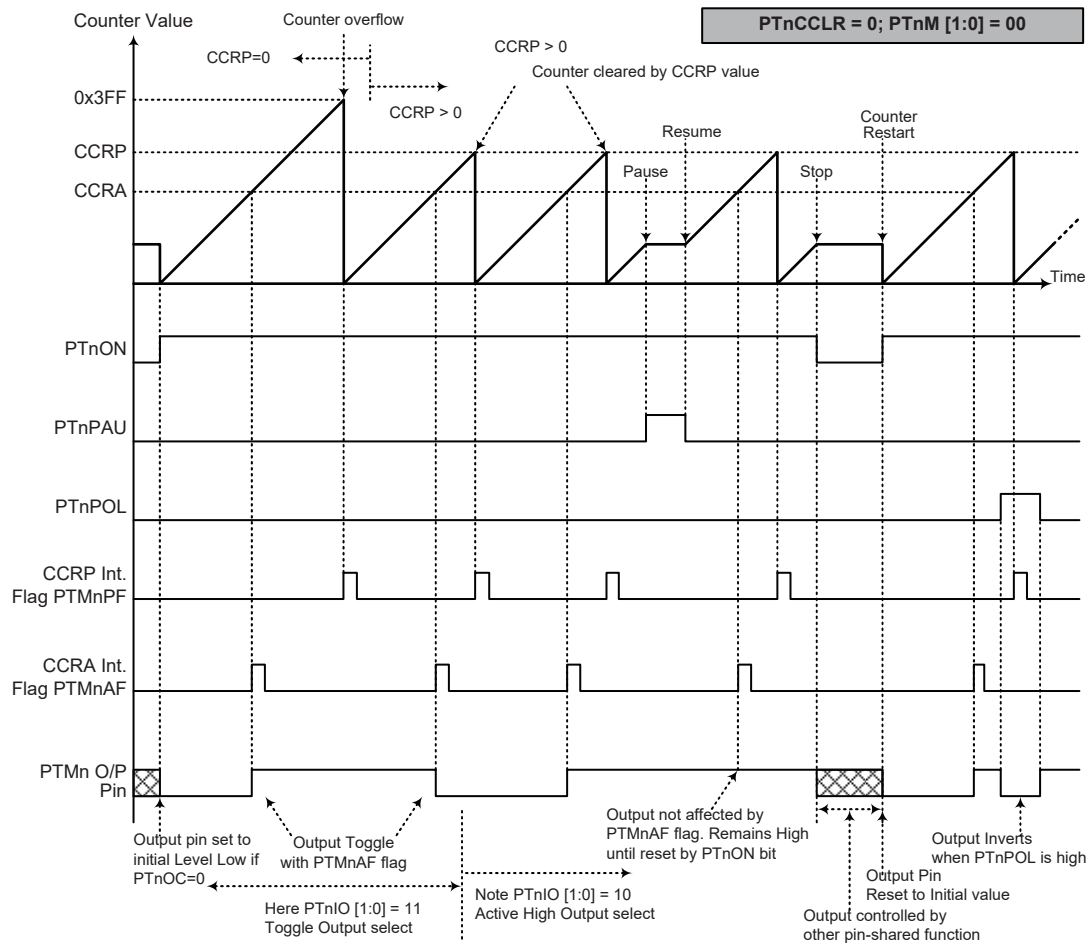 Counter Value
Counter overflow
PTnCCLR = 0; PTnM [1:0] = 00
CCRP=0
CCRP > 0
CCRP > 0
Counter cleared by CCRP value
0x3FF
CCRP
CCRA
Pause
Resume
Stop
Counter
Restart
Time
PTnON
PTnPAU
PTnPOL
CCRP Int.
Flag PTMnPF
CCRA Int.
Flag PTMnAF
PTMn O/P
Pin
Output pin set to
initial Level Low if
PTnOC=0
Output Toggle
with PTMnAF flag
Here PTnIO [1:0] = 11
Toggle Output select
Note PTnIO [1:0] = 10
Active High Output select
Output not affected by
PTMnAF flag. Remains High
until reset by PTnON bit
Output Inverts
when PTnPOL is high
Output Pin
Reset to Initial value
Output controlled by
other pin-shared function